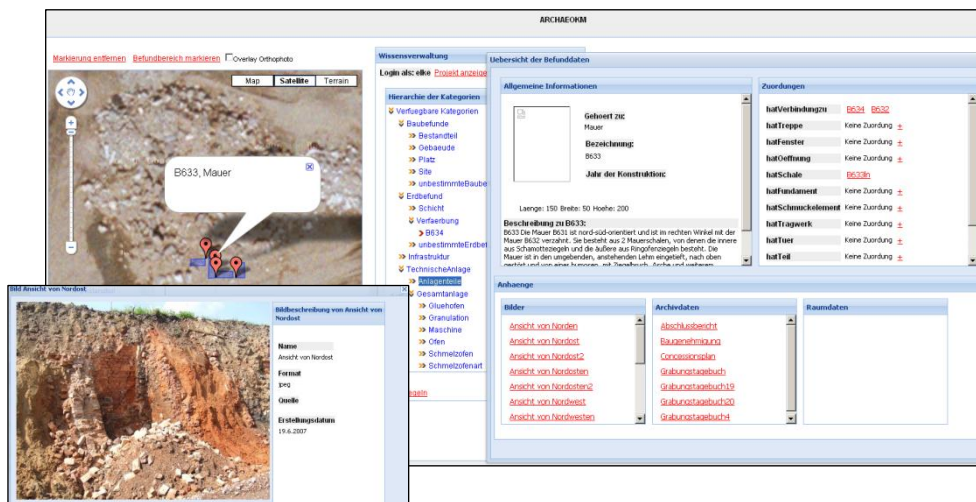 ARCHAEOKM
Markierung entfernen Befundbereich markieren Overlay Orthophoto
Map Satellite Terrain
B633, Mauer
Wissensverwaltung
Login als: elke Projekt anzeige
Hierarchie der Kategorien
Verfuegbare Kategorien
Baubefunde
Bestandteil
Gebaeude
Platz
Site
unbestimmteBaube
Erdbefund
Schicht
Verfaerbung
B634
unbestimmteErdbet
Infrastruktur
TechnischeAnlage
Anlagenteile
Gesamtanlage
Gluehofen
Granulation
Maschine
Ofen
Schmelzofen
Schmelzofenart
egeln
Uebersicht der Befunddaten
Allgemeine Informationen
Gehoert zu:
Mauer
Bezeichnung:
B633
Jahr der Konstruktion:
Laenge: 150 Breite: 50 Hoehe: 200
Beschreibung zu B633:
B633 Die Mauer B631 ist nord-süd-orientiert und ist im rechten Winkel mit der
Mauer B632 verzahnt. Sie besteht aus 2 Mauerschalen, von denen die innere
aus Schamotteziegeln und die äußere aus Ringofenziegeln besteht. Die
Mauer ist in den umgebenden, anstehenden Lehm eingetieft, nach oben
Zuordungen
hatVerbindungzu B634 B632
hatTreppe Keine Zuordung +
hatFenster Keine Zuordung +
hatOeffnung Keine Zuordung +
hatSchale B633In
hatFundament Keine Zuordung +
hatSchmuckelement Keine Zuordung +
hatTragwerk Keine Zuordung +
hatTuer Keine Zuordung +
hatTeil Keine Zuordung +
Anhaenge
Bilder
Ansicht von Norden
Ansicht von Nordost
Ansicht von Nordost2
Ansicht von Nordosten
Ansicht von Nordosten2
Ansicht von Nordwest
Ansicht von Nordwesten
Archivdaten
Abschlussbericht
Baugenehmigung
Concessionsplan
Grabungstagebuch
Grabungstagebuch19
Grabungstagebuch20
Grabungstagebuch4
Raumdaten
Bild Ansicht von Nordost
Bildbeschreibung von Ansicht von
Nordost
Name
Ansicht von Nordost
Format
jpeg
Quelle
Erstellungsdatum
19.6.2007